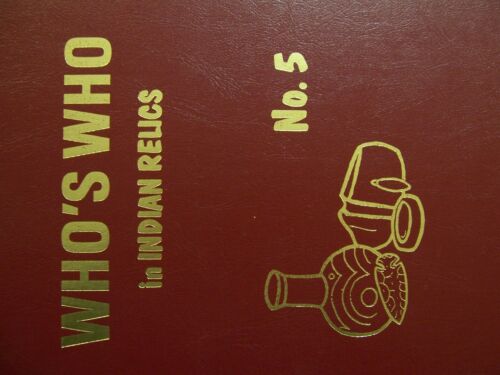 WHO'S WHO
in INDIAN RELICS
No. 5